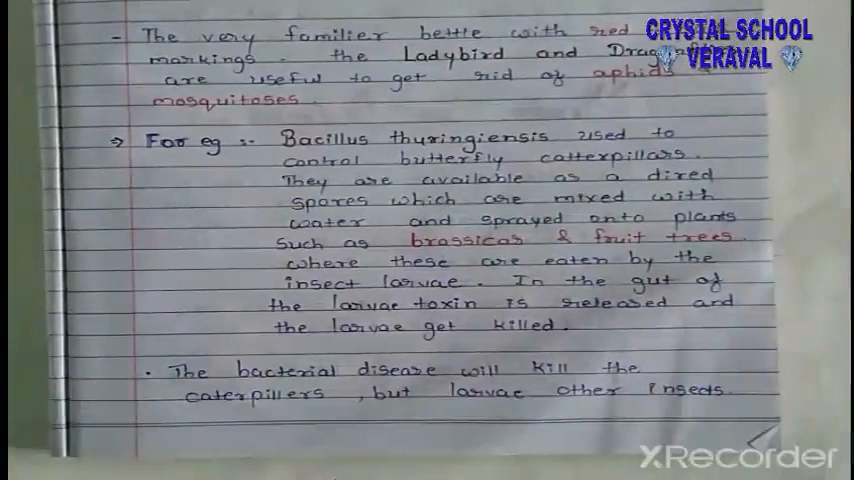 CRYSTAL SCHOOL
VERAVAL
- The very familier bettle with red
markings. the Ladybird and
are useful to get rid of aphids &
mosquitoses.
⇒ For eg :- Bacillus thuringiensis used to
control butterfly catterpillars.
They are available as a dired
spores which are mixed with
water and sprayed onto plants
such as brassicas & fruit trees.
where these are eaten by the
insect larvae. In the gut of
the larvae toxin is released and
the larvae get killed.
• The bacterial disease will kill the
caterpillers, but larvae other insects.
XRecorder